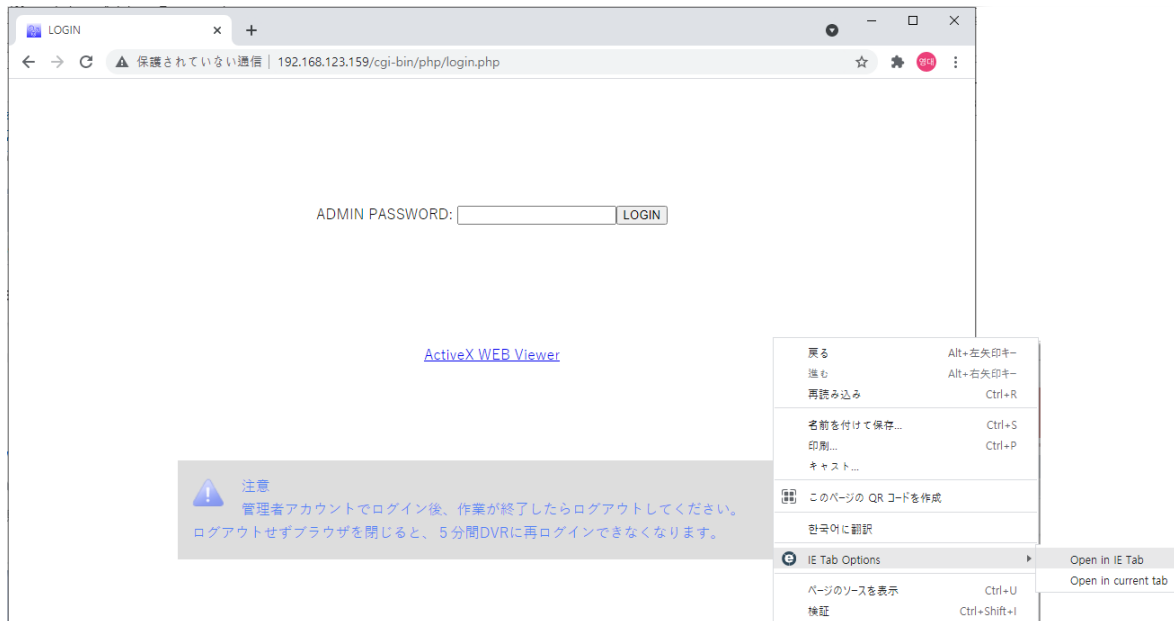 LOGIN
保護されていない通信 | 192.168.123.159/cgi-bin/php/login.php
영대
ADMIN PASSWORD: LOGIN
ActiveX WEB Viewer
注意
管理者アカウントでログイン後、作業が終了したらログアウトしてください。
ログアウトせずブラウザを閉じると、５分間DVRに再ログインできなくなります。
戻る Alt+左矢印キー
進む Alt+右矢印キー
再読み込み Ctrl+R
名前を付けて保存... Ctrl+S
印刷... Ctrl+P
キャスト...
このページの QR コードを作成
한국어に翻訳
IE Tab Options Open in IE Tab
Open in current tab
ページのソースを表示 Ctrl+U
検証 Ctrl+Shift+I